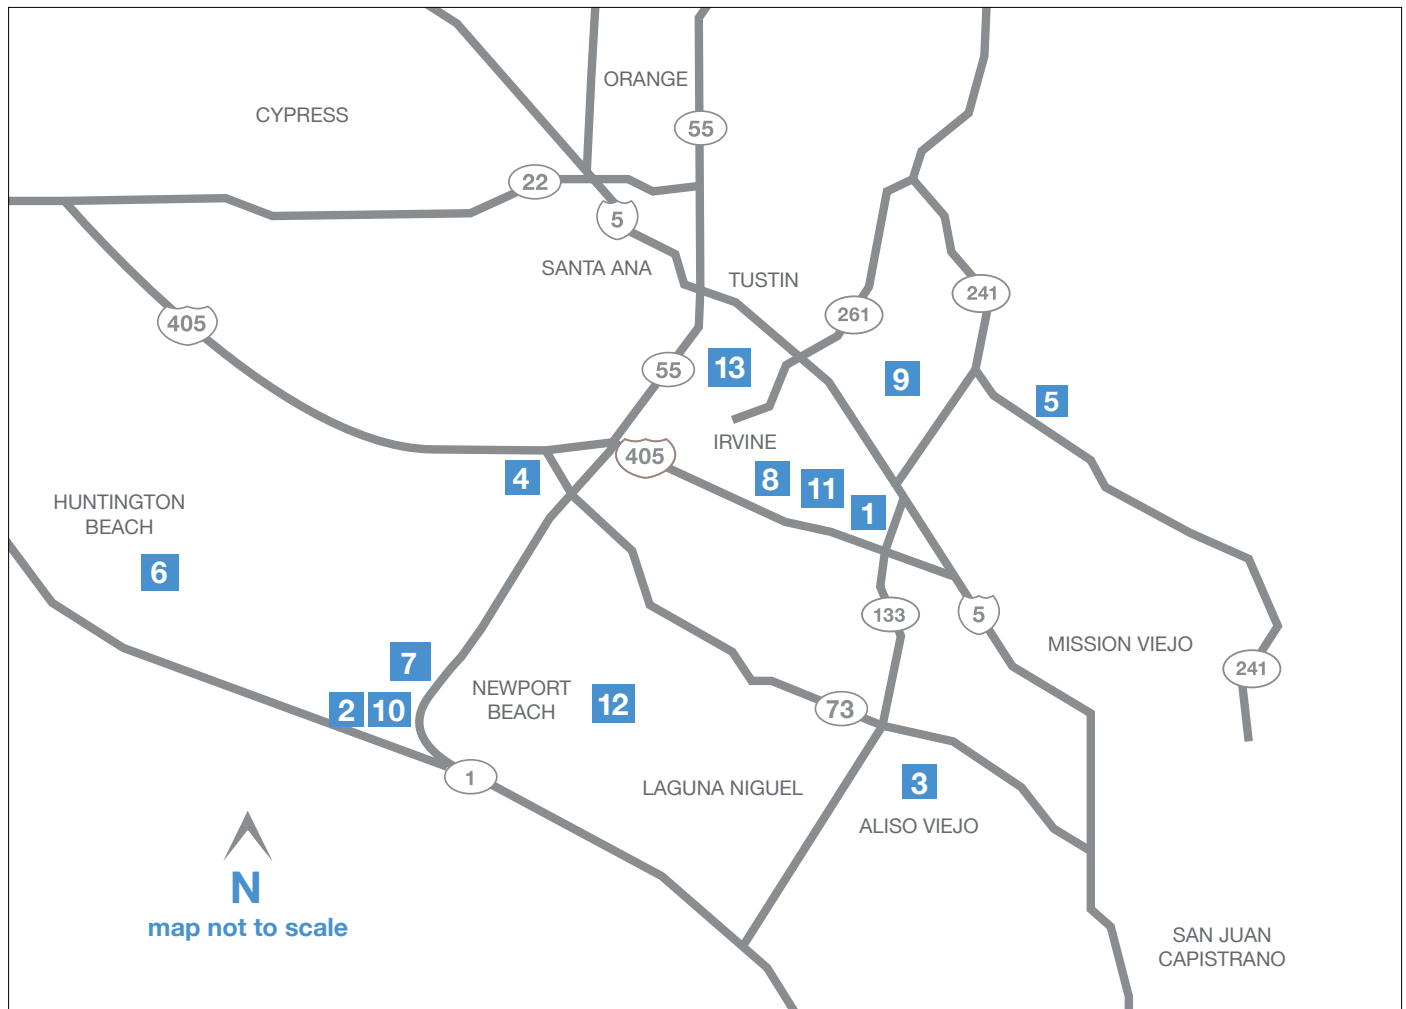 ORANGE
CYPRESS
55
22
5
SANTA ANA
TUSTIN
241
261
405
55
13
9
5
IRVINE
405
4
8
11
1
HUNTINGTON
BEACH
6
133
5
MISSION VIEJO
7
241
NEWPORT
BEACH
12
2
10
73
1
LAGUNA NIGUEL
3
ALISO VIEJO
N
map not to scale
SAN JUAN
CAPISTRANO